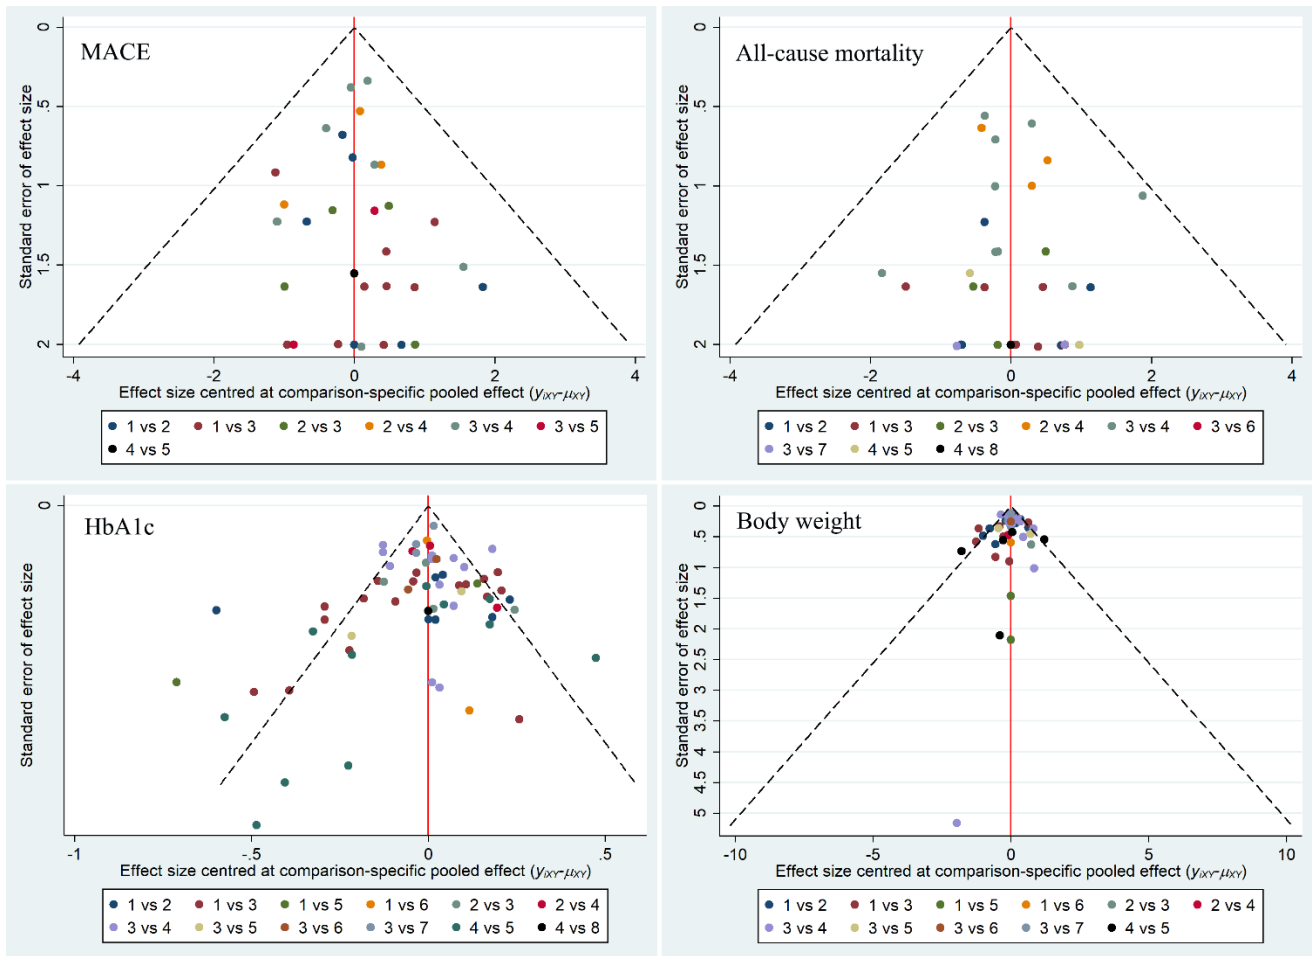 MACE
Standard error of effect size
0
.5
1
1.5
2
-4 -2 0 2 4
Effect size centred at comparison-specific pooled effect (yiXY-μXY)
1 vs 2 1 vs 3 2 vs 3 2 vs 4 3 vs 4 3 vs 5
4 vs 5
All-cause mortality
Standard error of effect size
0
.5
1
1.5
2
-4 -2 0 2 4
Effect size centred at comparison-specific pooled effect (yiXY-μXY)
1 vs 2 1 vs 3 2 vs 3 2 vs 4 3 vs 4 3 vs 6
3 vs 7 4 vs 5 4 vs 8
HbA1c
Standard error of effect size
0
-1 -.5 0 .5
Effect size centred at comparison-specific pooled effect (yiXY-μXY)
1 vs 2 1 vs 3 1 vs 5 1 vs 6 2 vs 3 2 vs 4
3 vs 4 3 vs 5 3 vs 6 3 vs 7 4 vs 5 4 vs 8
Body weight
Standard error of effect size
0
.5
1
1.5
2
2.5
3
3.5
4
4.5
5
-10 -5 0 5 10
Effect size centred at comparison-specific pooled effect (yiXY-μXY)
1 vs 2 1 vs 3 1 vs 5 1 vs 6 2 vs 3 2 vs 4
3 vs 4 3 vs 5 3 vs 6 3 vs 7 4 vs 5